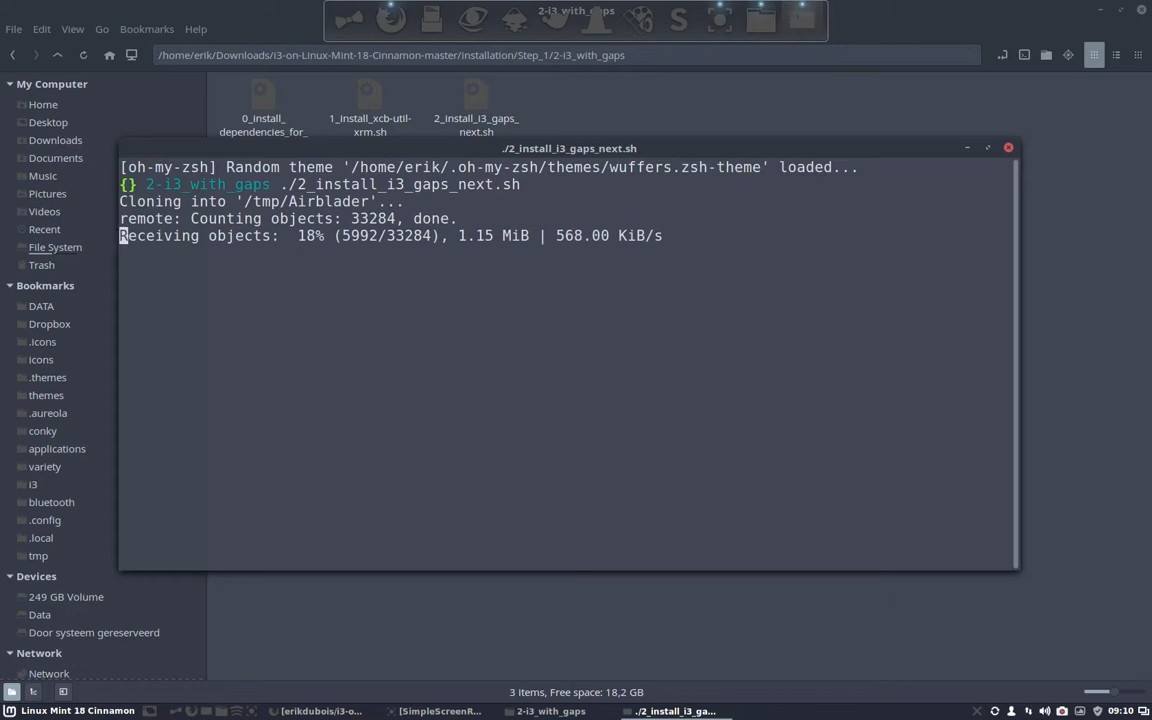 2-i3_with_gaps
File Edit View Go Bookmarks
/home/erik/Downloads/i3-on-Linux-Mint-18-Cinnamon-master/installation/Step_1/2-i3_with_gaps
My Computer
Home
Desktop
Downloads
Documents
Music
Pictures
Videos
Recent
File System
Trash
Bookmarks
DATA
Dropbox
.icons
icons
.themes
themes
.aureola
conky
applications
variety
i3
bluetooth
.config
.local
tmp
Devices
249 GB Volume
Data
Door systeem gereserveerd
Network
Network
0_install_
dependencies_for_
1_install_xcb-util-
xrm.sh
2_install_i3_gaps_
next.sh
./2_install_i3_gaps_next.sh
[oh-my-zsh] Random theme '/home/erik/.oh-my-zsh/themes/wuffers.zsh-theme' loaded...
{} 2-i3_with_gaps ./2_install_i3_gaps_next.sh
Cloning into '/tmp/Airblader'...
remote: Counting objects: 33284, done.
Receiving objects:  18% (5992/33284), 1.15 MiB | 568.00 KiB/s
3 items, Free space: 18,2 GB
Linux Mint 18 Cinnamon
[erikdubois/i3-o...
[SimpleScreenR...
2-i3_with_gaps
./2_install_i3_ga...
09:10